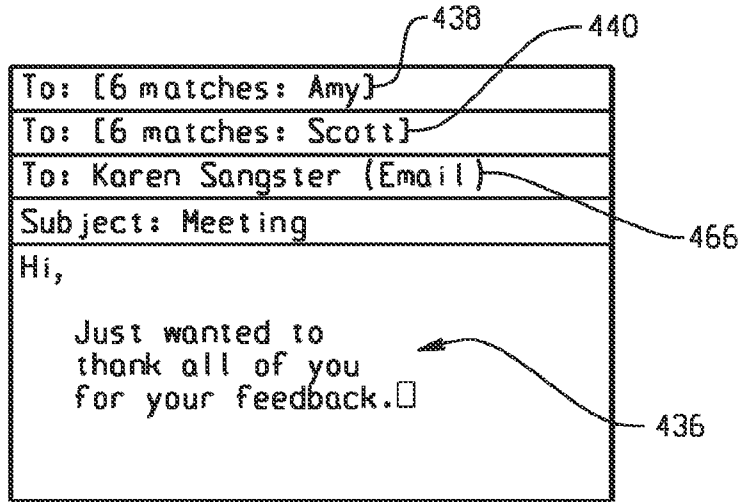 438
440
To: [6 matches: Amy]
To: [6 matches: Scott]
To: Karen Sangster (Email)
466
Subject: Meeting
Hi,
Just wanted to
thank all of you
for your feedback.
436